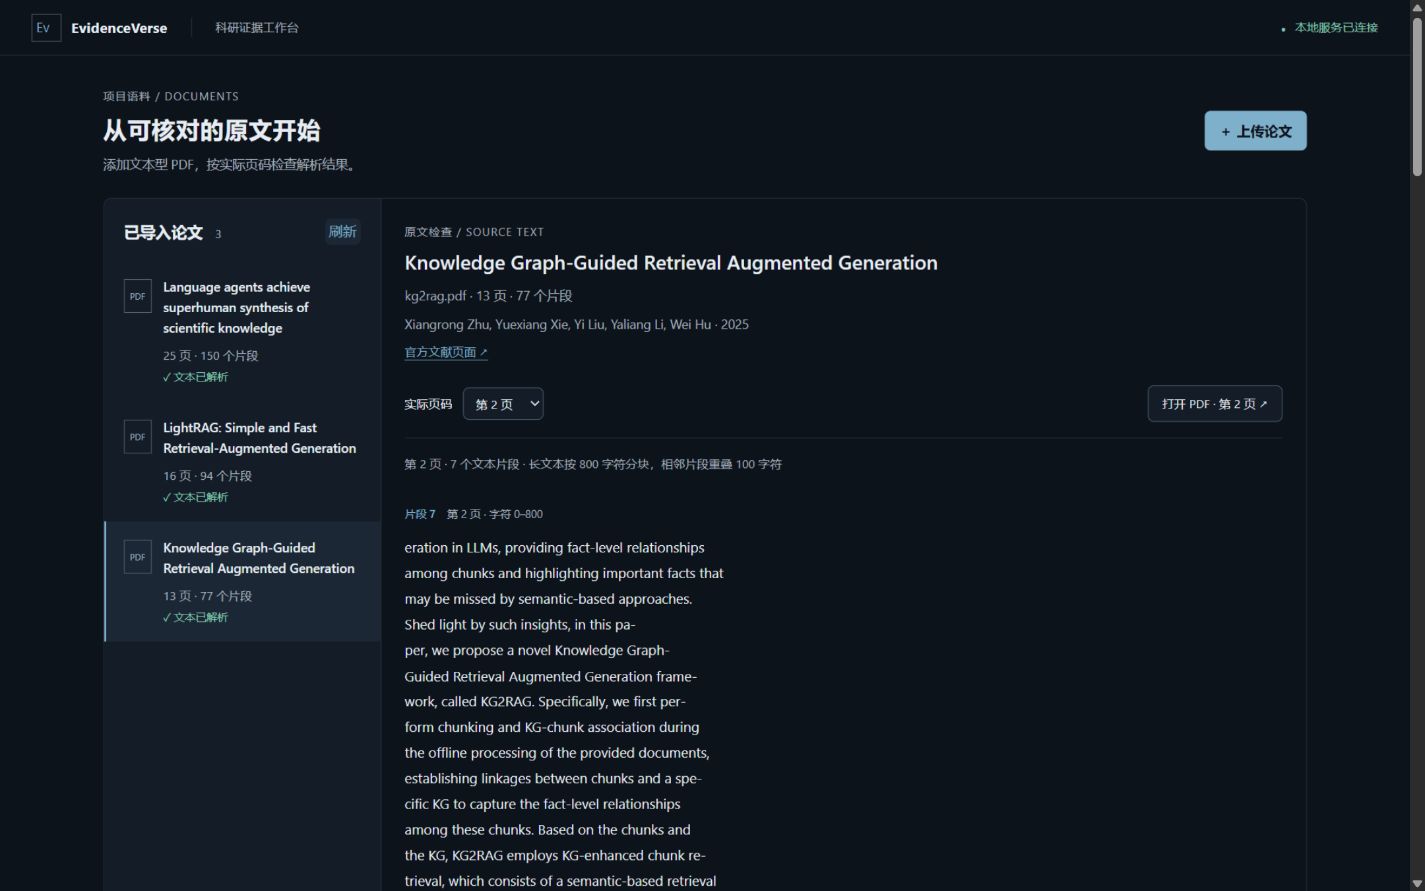 Ev EvidenceVerse 科研证据工作台 本地服务已连接
项目语料 / DOCUMENTS
从可核对的原文开始
添加文本型 PDF，按实际页码检查解析结果。
+ 上传论文
已导入论文 3 刷新
PDF
Language agents achieve
superhuman synthesis of
scientific knowledge
25 页 · 150 个片段
✓ 文本已解析
PDF
LightRAG: Simple and Fast
Retrieval-Augmented Generation
16 页 · 94 个片段
✓ 文本已解析
PDF
Knowledge Graph-Guided
Retrieval Augmented Generation
13 页 · 77 个片段
✓ 文本已解析
原文检查 / SOURCE TEXT
Knowledge Graph-Guided Retrieval Augmented Generation
kg2rag.pdf · 13 页 · 77 个片段
Xiangrong Zhu, Yuexiang Xie, Yi Liu, Yaliang Li, Wei Hu · 2025
官方文献页面 ↗
实际页码 第 2 页 打开 PDF · 第 2 页 ↗
第 2 页 · 7 个文本片段 · 长文本按 800 字符分块，相邻片段重叠 100 字符
片段 7 第 2 页 · 字符 0–800
eration in LLMs, providing fact-level relationships
among chunks and highlighting important facts that
may be missed by semantic-based approaches.
Shed light by such insights, in this pa-
per, we propose a novel Knowledge Graph-
Guided Retrieval Augmented Generation frame-
work, called KG2RAG. Specifically, we first per-
form chunking and KG-chunk association during
the offline processing of the provided documents,
establishing linkages between chunks and a spe-
cific KG to capture the fact-level relationships
among these chunks. Based on the chunks and
the KG, KG2RAG employs KG-enhanced chunk re-
trieval, which consists of a semantic-based retrieval